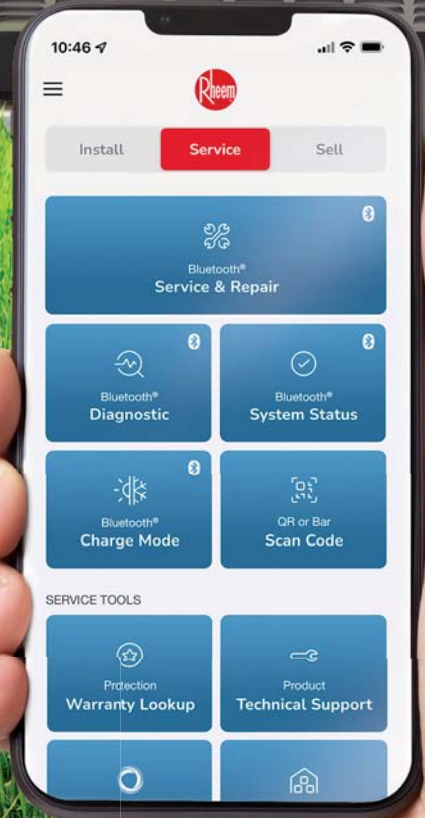 10:46
Rheem
Install Service Sell
Bluetooth®
Service & Repair
Bluetooth® Bluetooth®
Diagnostic System Status
Bluetooth® QR or Bar
Charge Mode Scan Code
SERVICE TOOLS
Protection Product
Warranty Lookup Technical Support